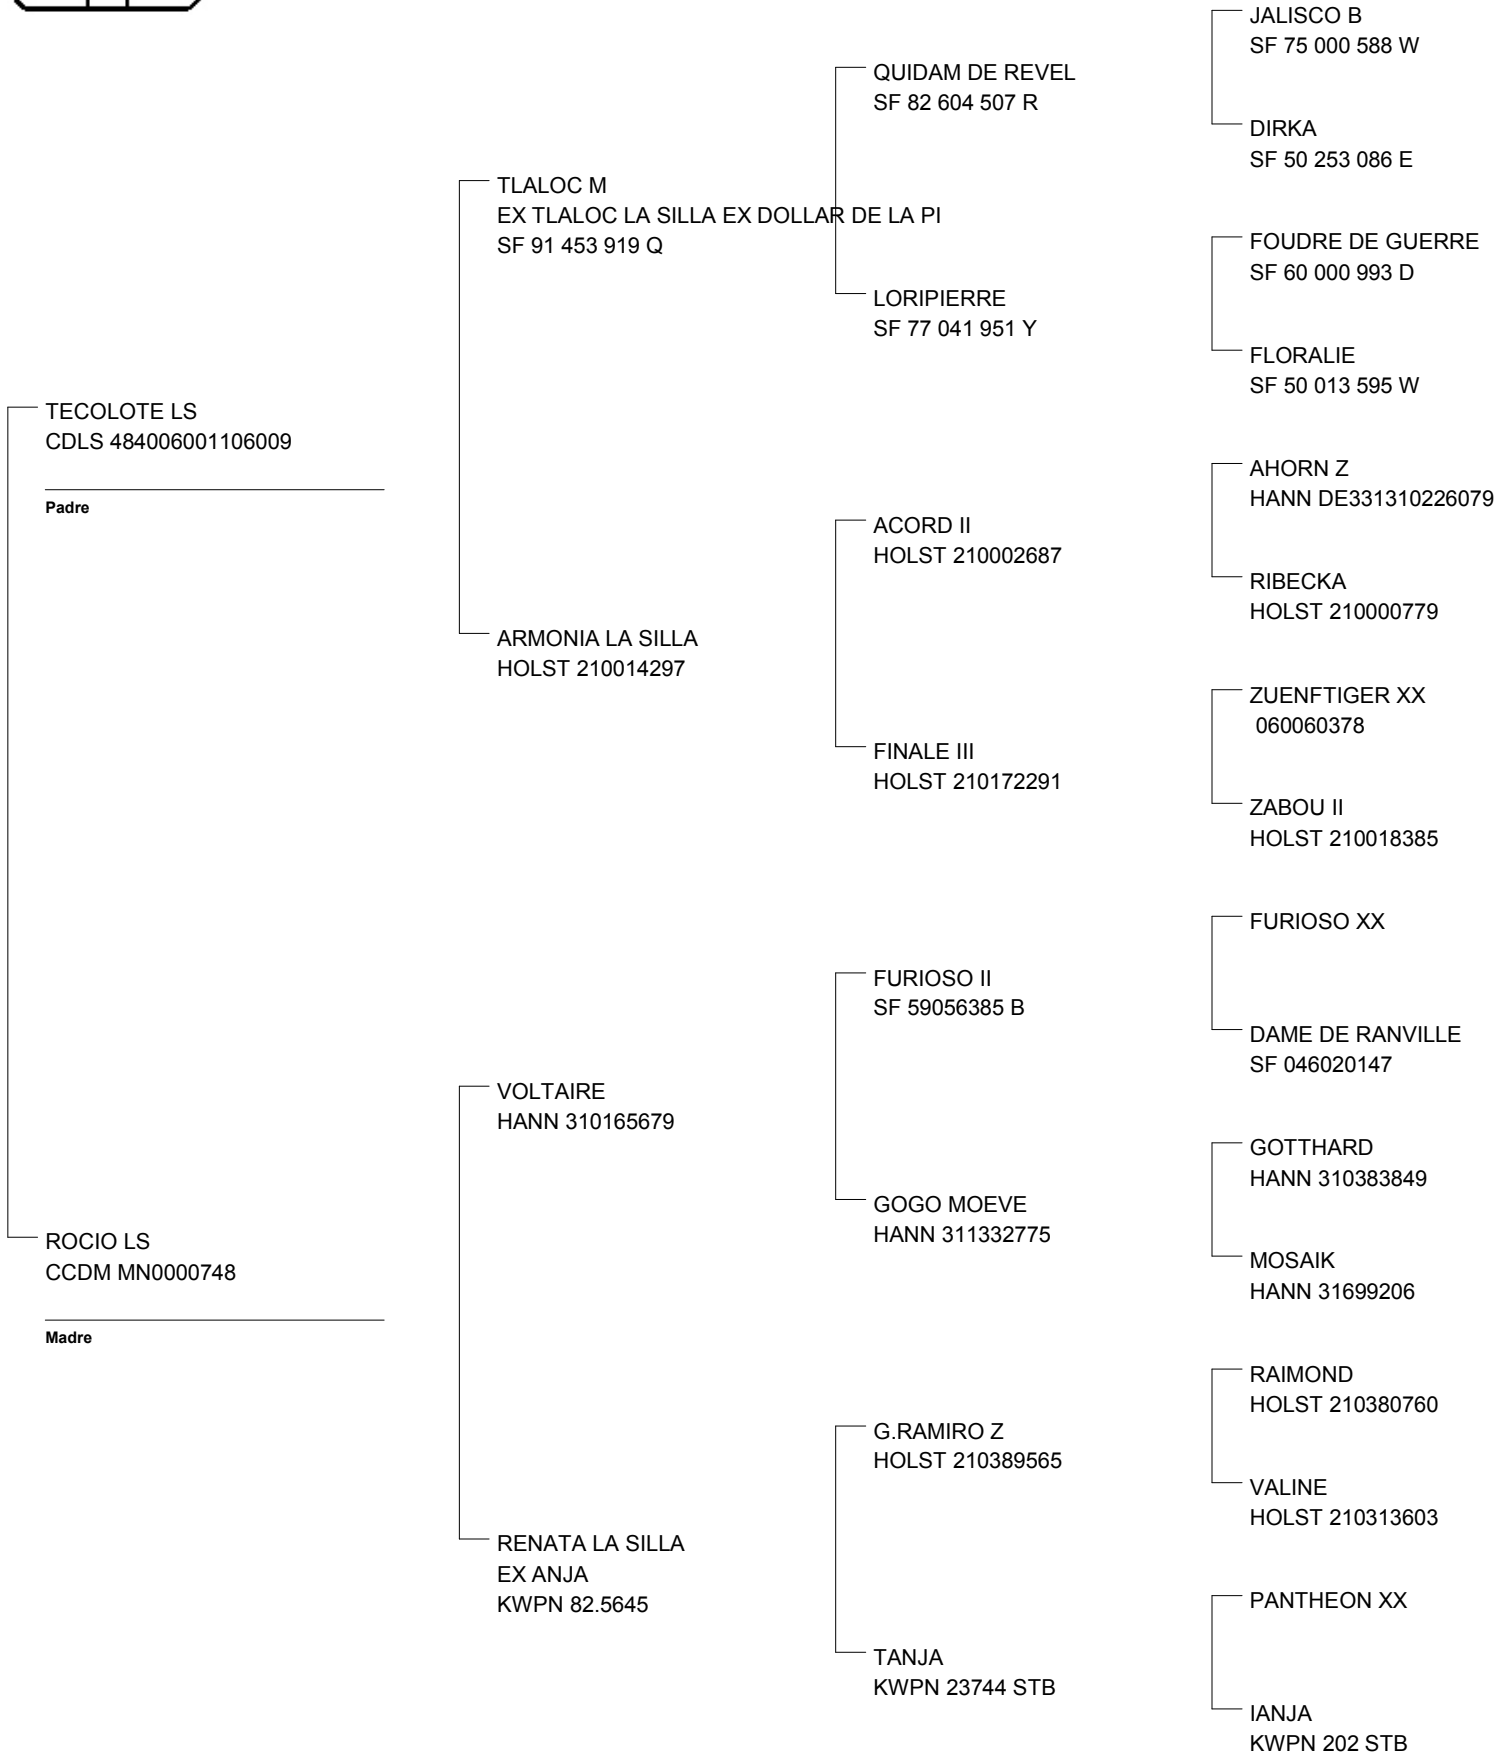 JALISCO B
SF 75 000 588 W
QUIDAM DE REVEL
SF 82 604 507 R
DIRKA
SF 50 253 086 E
TLALOC M
EX TLALOC LA SILLA EX DOLLAR DE LA PI
SF 91 453 919 Q
FOUDRE DE GUERRE
SF 60 000 993 D
LORIPIERRE
SF 77 041 951 Y
FLORALIE
SF 50 013 595 W
TECOLOTE LS
CDLS 484006001106009
Padre
AHORN Z
HANN DE331310226079
ACORD II
HOLST 210002687
RIBECKA
HOLST 210000779
ARMONIA LA SILLA
HOLST 210014297
ZUENFTIGER XX
060060378
FINALE III
HOLST 210172291
ZABOU II
HOLST 210018385
FURIOSO XX
FURIOSO II
SF 59056385 B
DAME DE RANVILLE
SF 046020147
VOLTAIRE
HANN 310165679
GOTTHARD
HANN 310383849
GOGO MOEVE
HANN 311332775
MOSAIK
HANN 31699206
ROCIO LS
CCDM MN0000748
Madre
RAIMOND
HOLST 210380760
G.RAMIRO Z
HOLST 210389565
VALINE
HOLST 210313603
RENATA LA SILLA
EX ANJA
KWPN 82.5645
PANTHEON XX
TANJA
KWPN 23744 STB
IANJA
KWPN 202 STB